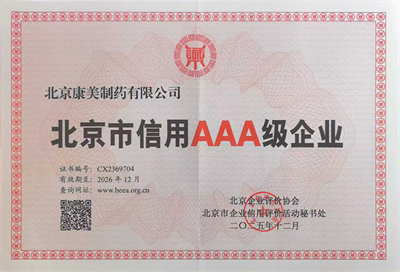 北京康美制药有限公司
北京市信用AAA级企业
证书编号: CX2369704
有效期至: 2026 年 12 月
查询网址: www.beea.org.cn
北京企业评价协会
北京市企业信用评价活动秘书处
二〇二五年十二月